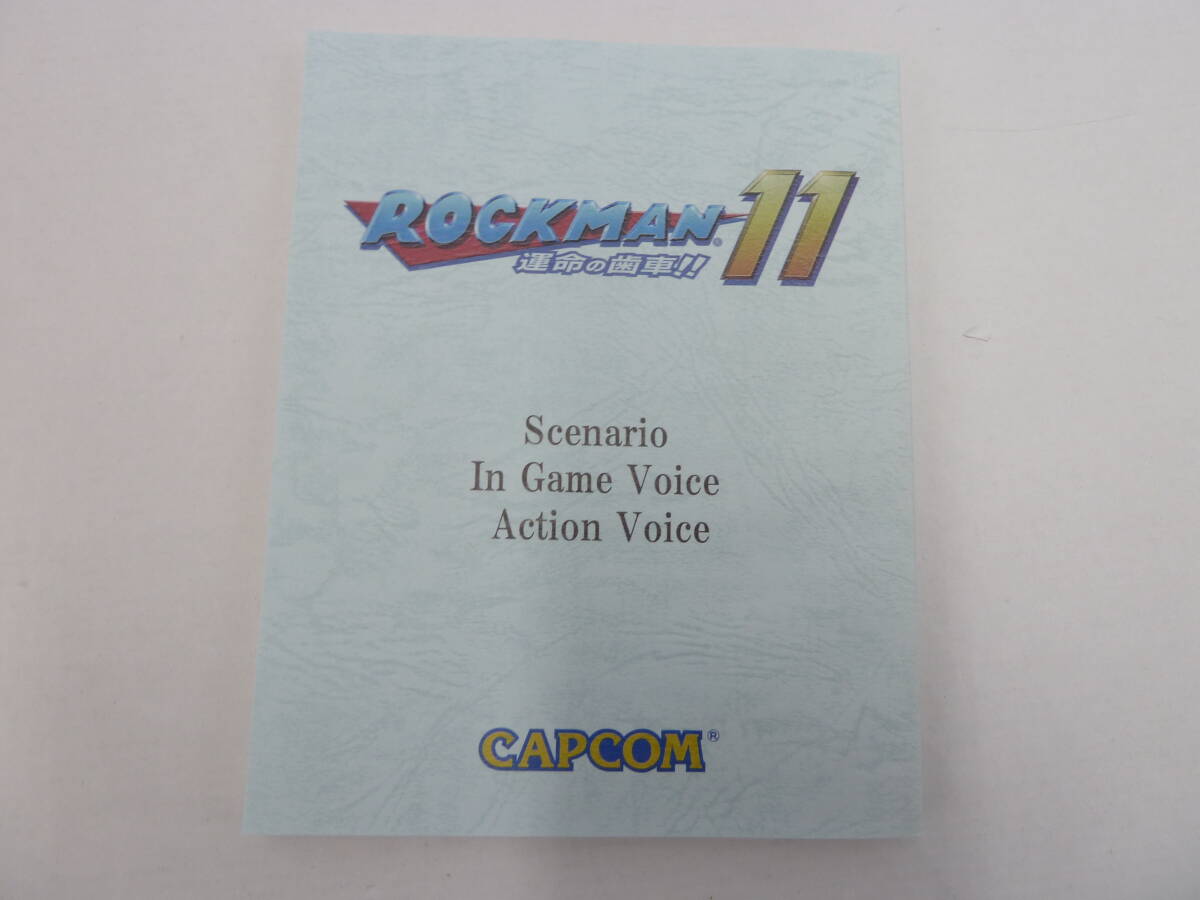 ROCKMAN® 11
運命の歯車!!
Scenario
In Game Voice
Action Voice
CAPCOM®